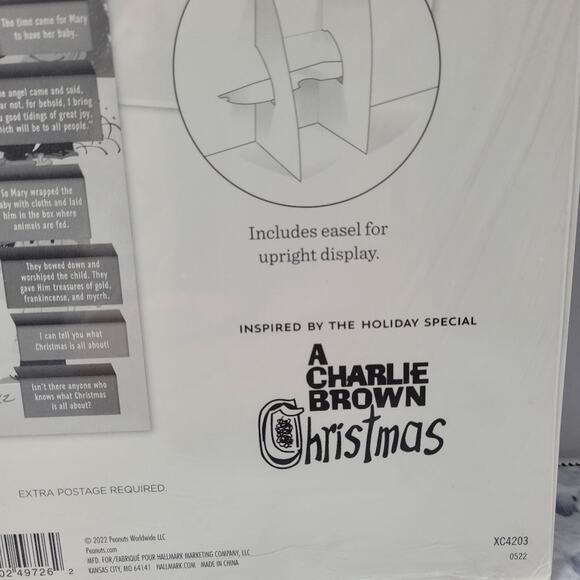 The time came for Mary
to have her baby.
angel came and said,
not, for behold, I bring
good tidings of great joy,
which will be to all people."
So Mary wrapped the
baby with cloths and laid
him in the box where
animals are fed.
They bowed down and
worshiped the child. They
gave Him treasures of gold,
frankincense, and myrrh.
I can tell you what
Christmas is all about!
Isn't there anyone who
knows what Christmas
is all about?
Includes easel for
upright display.
INSPIRED BY THE HOLIDAY SPECIAL
A
CHARLIE
BROWN
Christmas
EXTRA POSTAGE REQUIRED.
© 2022 Peanuts Worldwide LLC
Peanuts.com
MFD. FOR/FABRIQUÉ POUR HALLMARK MARKETING COMPANY, LLC
KANSAS CITY, MO 64141 HALLMARK.COM MADE IN CHINA
02 49726 2
XC4203
0522